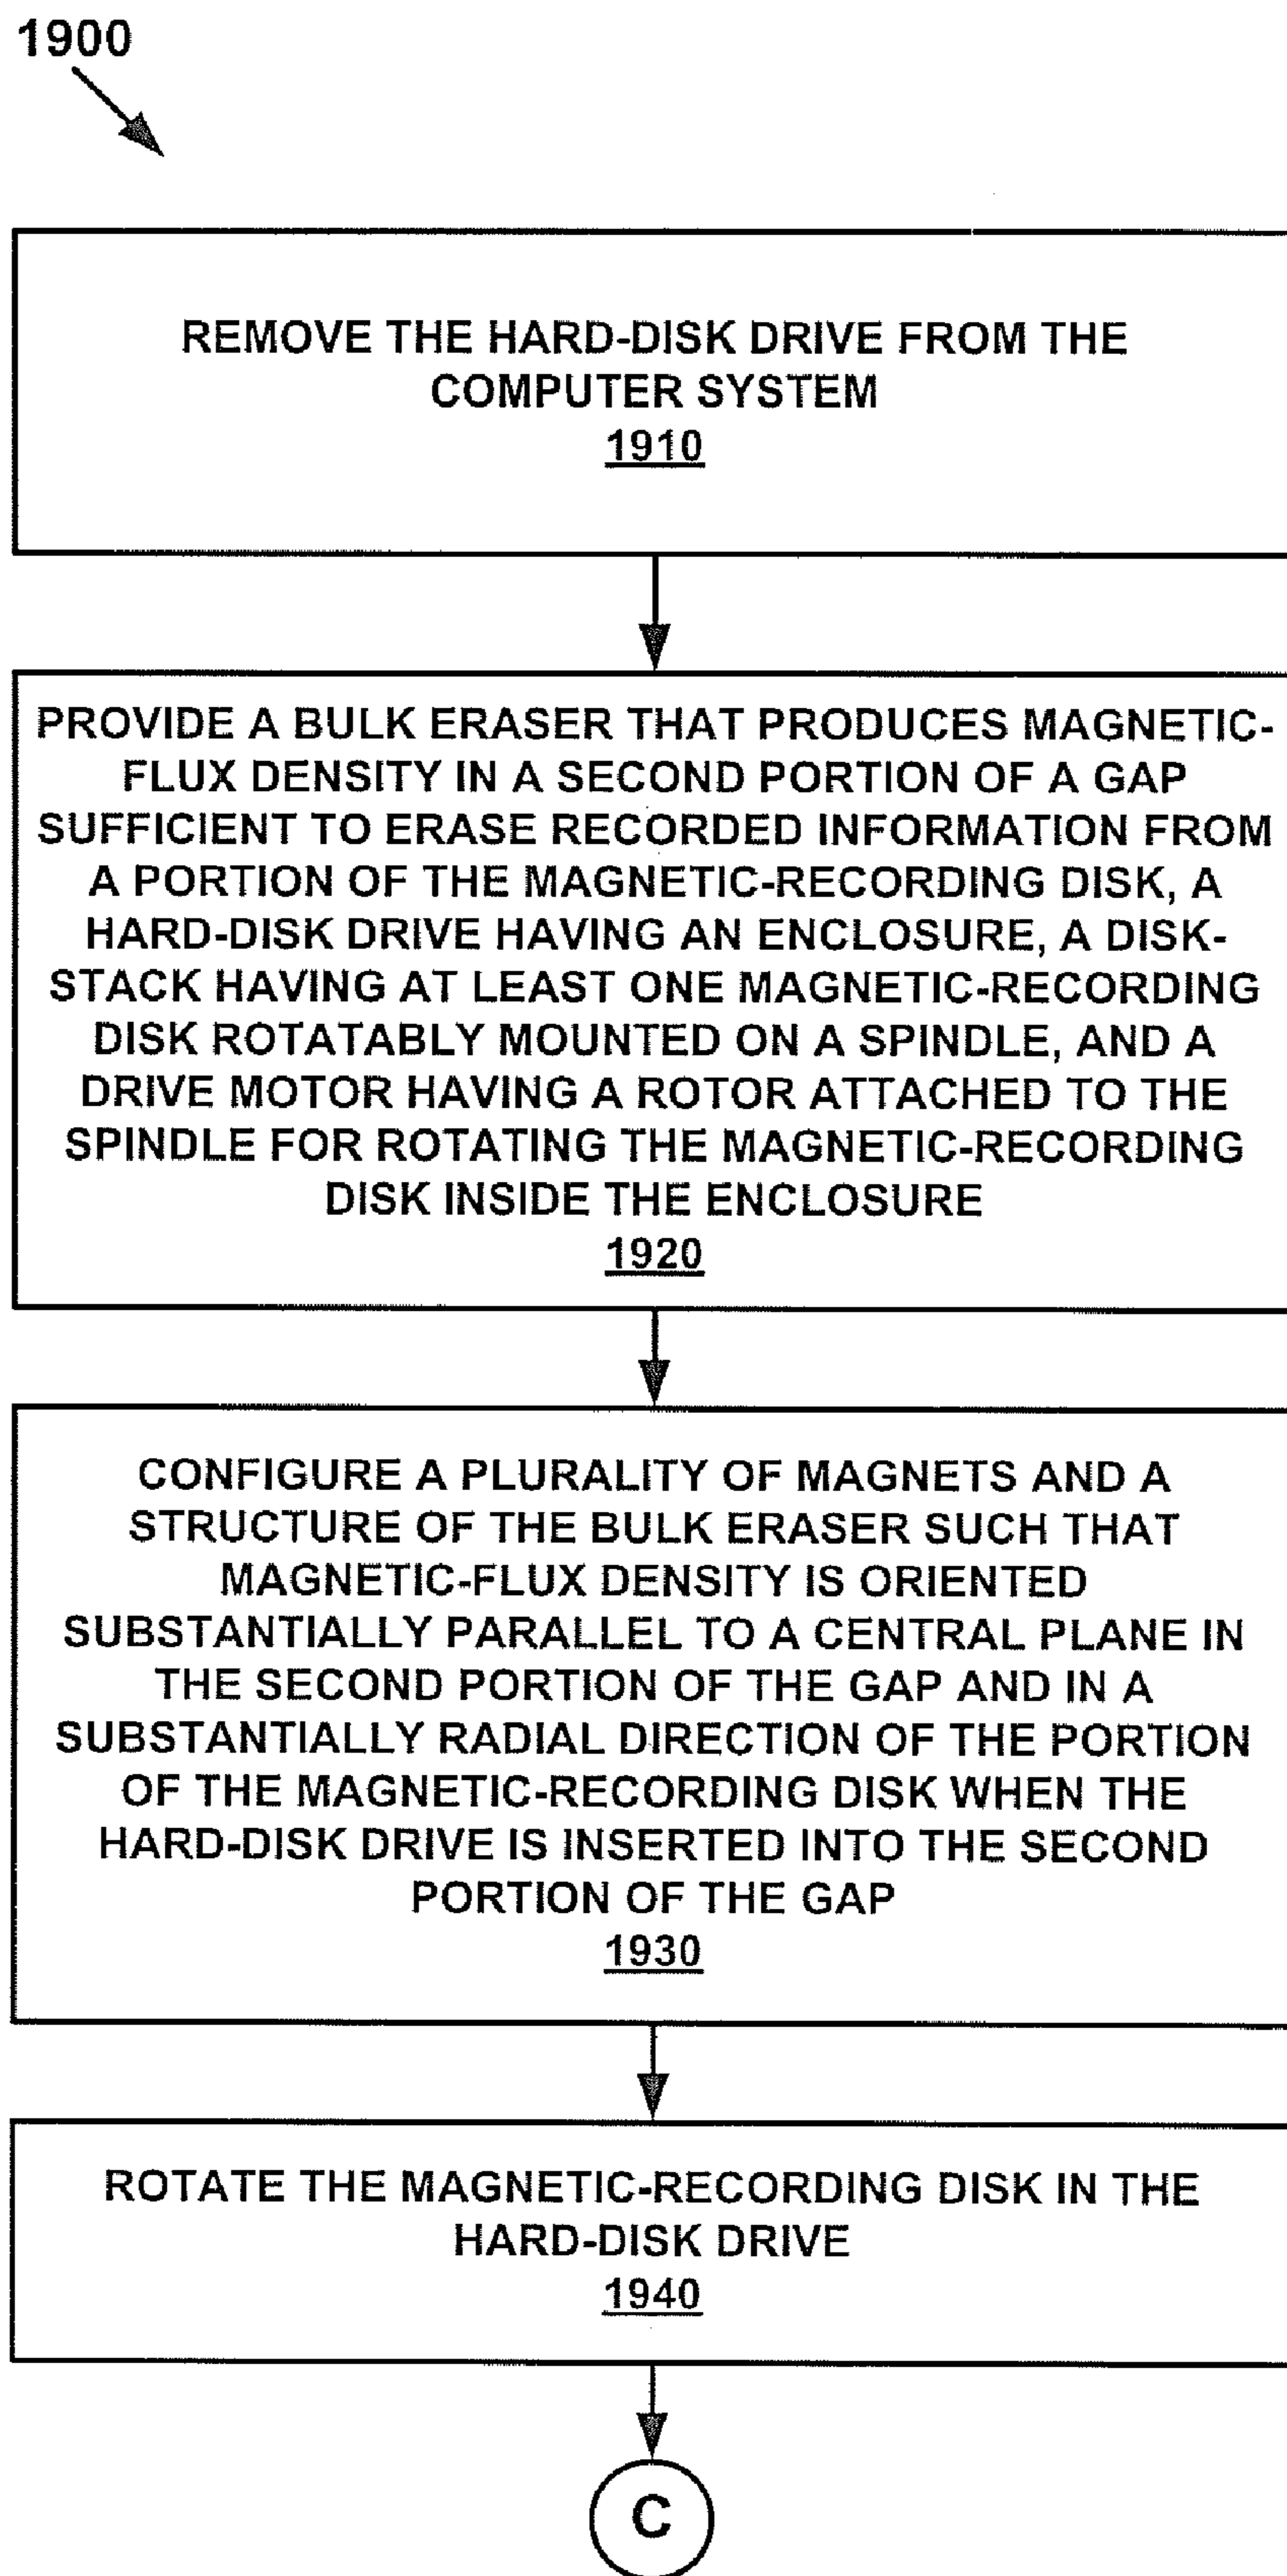 1900
REMOVE THE HARD-DISK DRIVE FROM THE
COMPUTER SYSTEM
1910
PROVIDE A BULK ERASER THAT PRODUCES MAGNETIC-
FLUX DENSITY IN A SECOND PORTION OF A GAP
SUFFICIENT TO ERASE RECORDED INFORMATION FROM
A PORTION OF THE MAGNETIC-RECORDING DISK, A
HARD-DISK DRIVE HAVING AN ENCLOSURE, A DISK-
STACK HAVING AT LEAST ONE MAGNETIC-RECORDING
DISK ROTATABLY MOUNTED ON A SPINDLE, AND A
DRIVE MOTOR HAVING A ROTOR ATTACHED TO THE
SPINDLE FOR ROTATING THE MAGNETIC-RECORDING
DISK INSIDE THE ENCLOSURE
1920
CONFIGURE A PLURALITY OF MAGNETS AND A
STRUCTURE OF THE BULK ERASER SUCH THAT
MAGNETIC-FLUX DENSITY IS ORIENTED
SUBSTANTIALLY PARALLEL TO A CENTRAL PLANE IN
THE SECOND PORTION OF THE GAP AND IN A
SUBSTANTIALLY RADIAL DIRECTION OF THE PORTION
OF THE MAGNETIC-RECORDING DISK WHEN THE
HARD-DISK DRIVE IS INSERTED INTO THE SECOND
PORTION OF THE GAP
1930
ROTATE THE MAGNETIC-RECORDING DISK IN THE
HARD-DISK DRIVE
1940
C